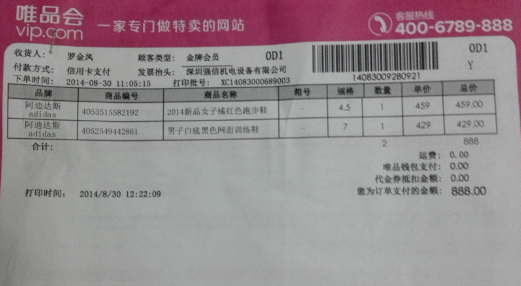 唯品会 vip.com 一家专门做特卖的网站 客服热线 400-6789-888
收货人: 罗金凤 顾客类型: 金牌会员 0D1 0D1
付款方式: 信用卡支付 发票抬头: 深圳强信机电设备有限公司 Y
下单时间: 2014-08-30 11:05:15 打印批号: XC14083000689003 14083009280921
品牌 商品编号 商品名称 箱号 规格 数量 单价 总价
阿迪达斯 adidas 4053515582192 2014新品女子橘红色跑步鞋 - 4.5 1 459 459.00
阿迪达斯 adidas 4052549442861 男子白底黑色网面训练鞋 - 7 1 429 429.00
合计: 2 888
运费: 0.00
唯品钱包支付: 0.00
代金券抵扣金额: 0.00
打印时间: 2014/8/30 12:22:09 您为订单支付的金额: 888.00